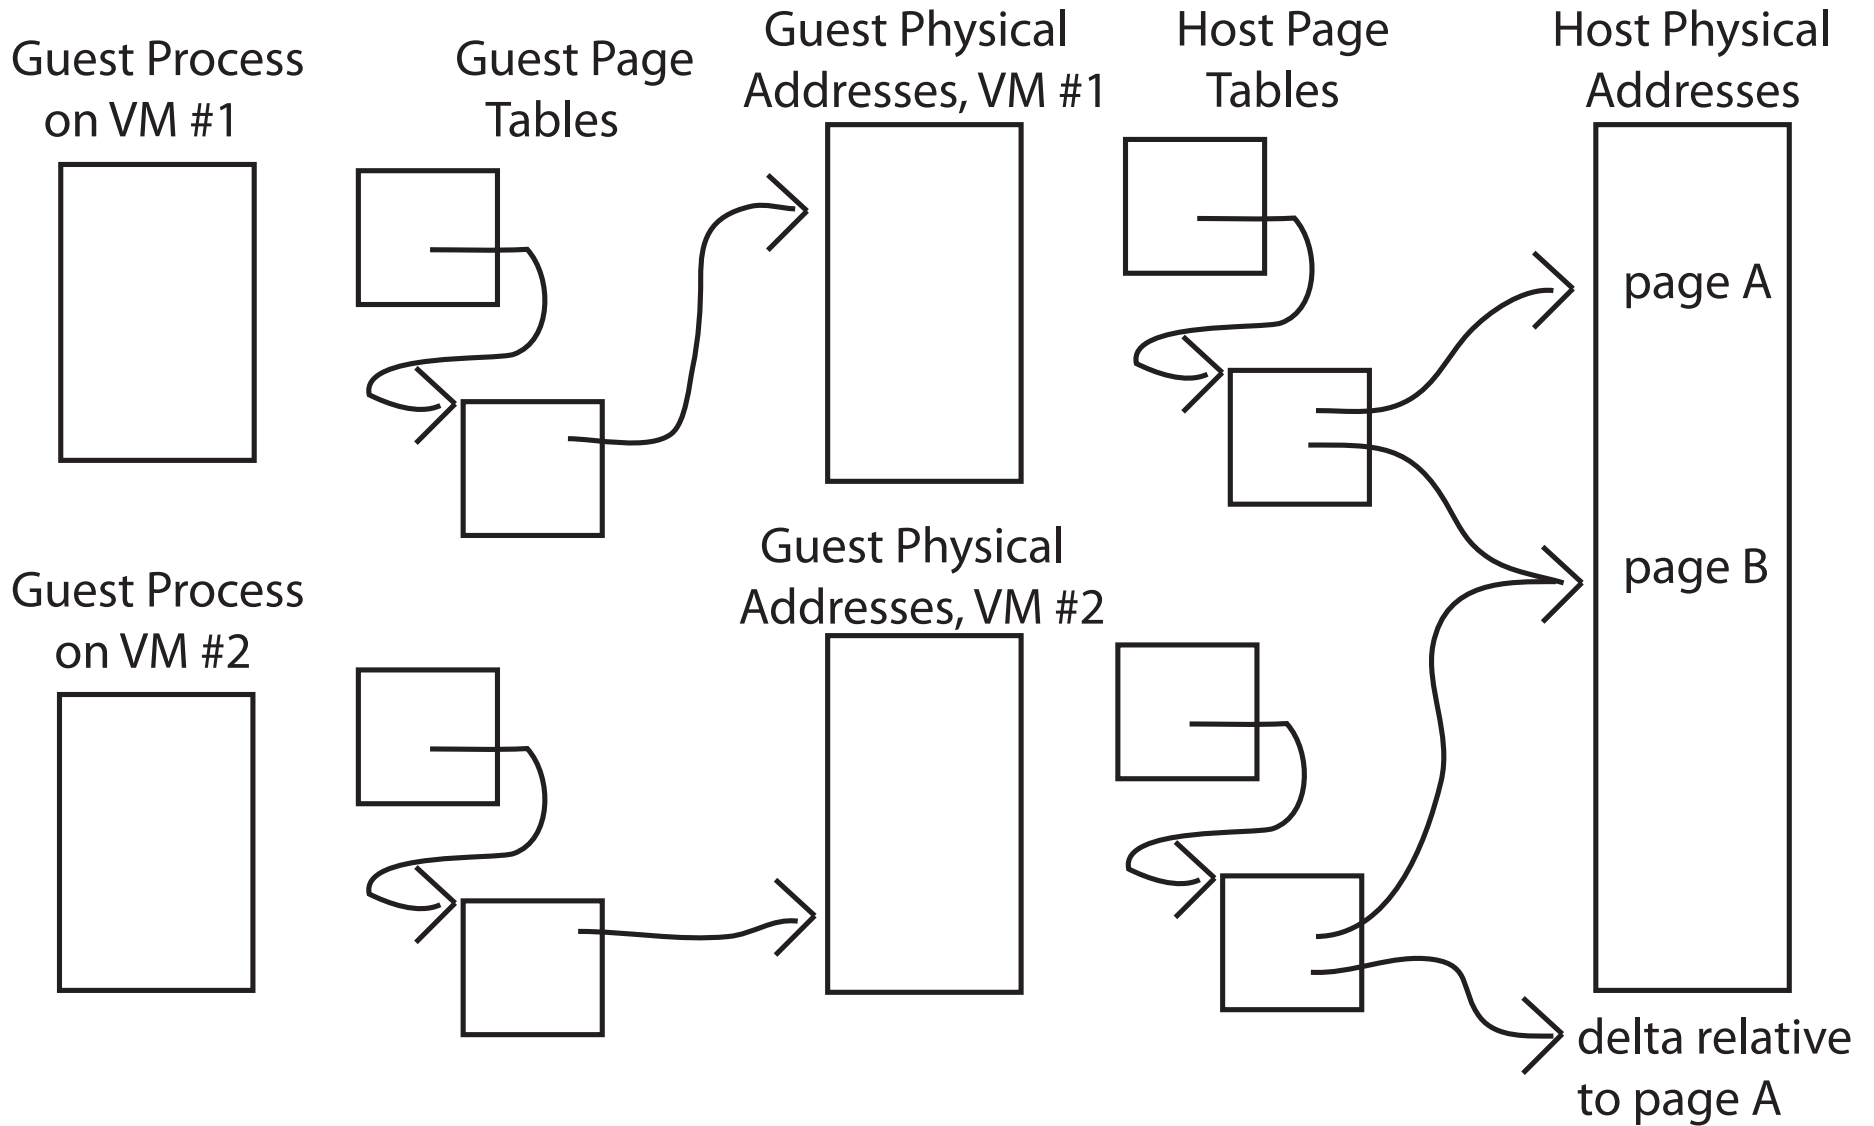 Guest Process
on VM #1
Guest Page
Tables
Guest Physical
Addresses, VM #1
Host Page
Tables
Host Physical
Addresses
page A
page B
Guest Process
on VM #2
Guest Physical
Addresses, VM #2
delta relative
to page A